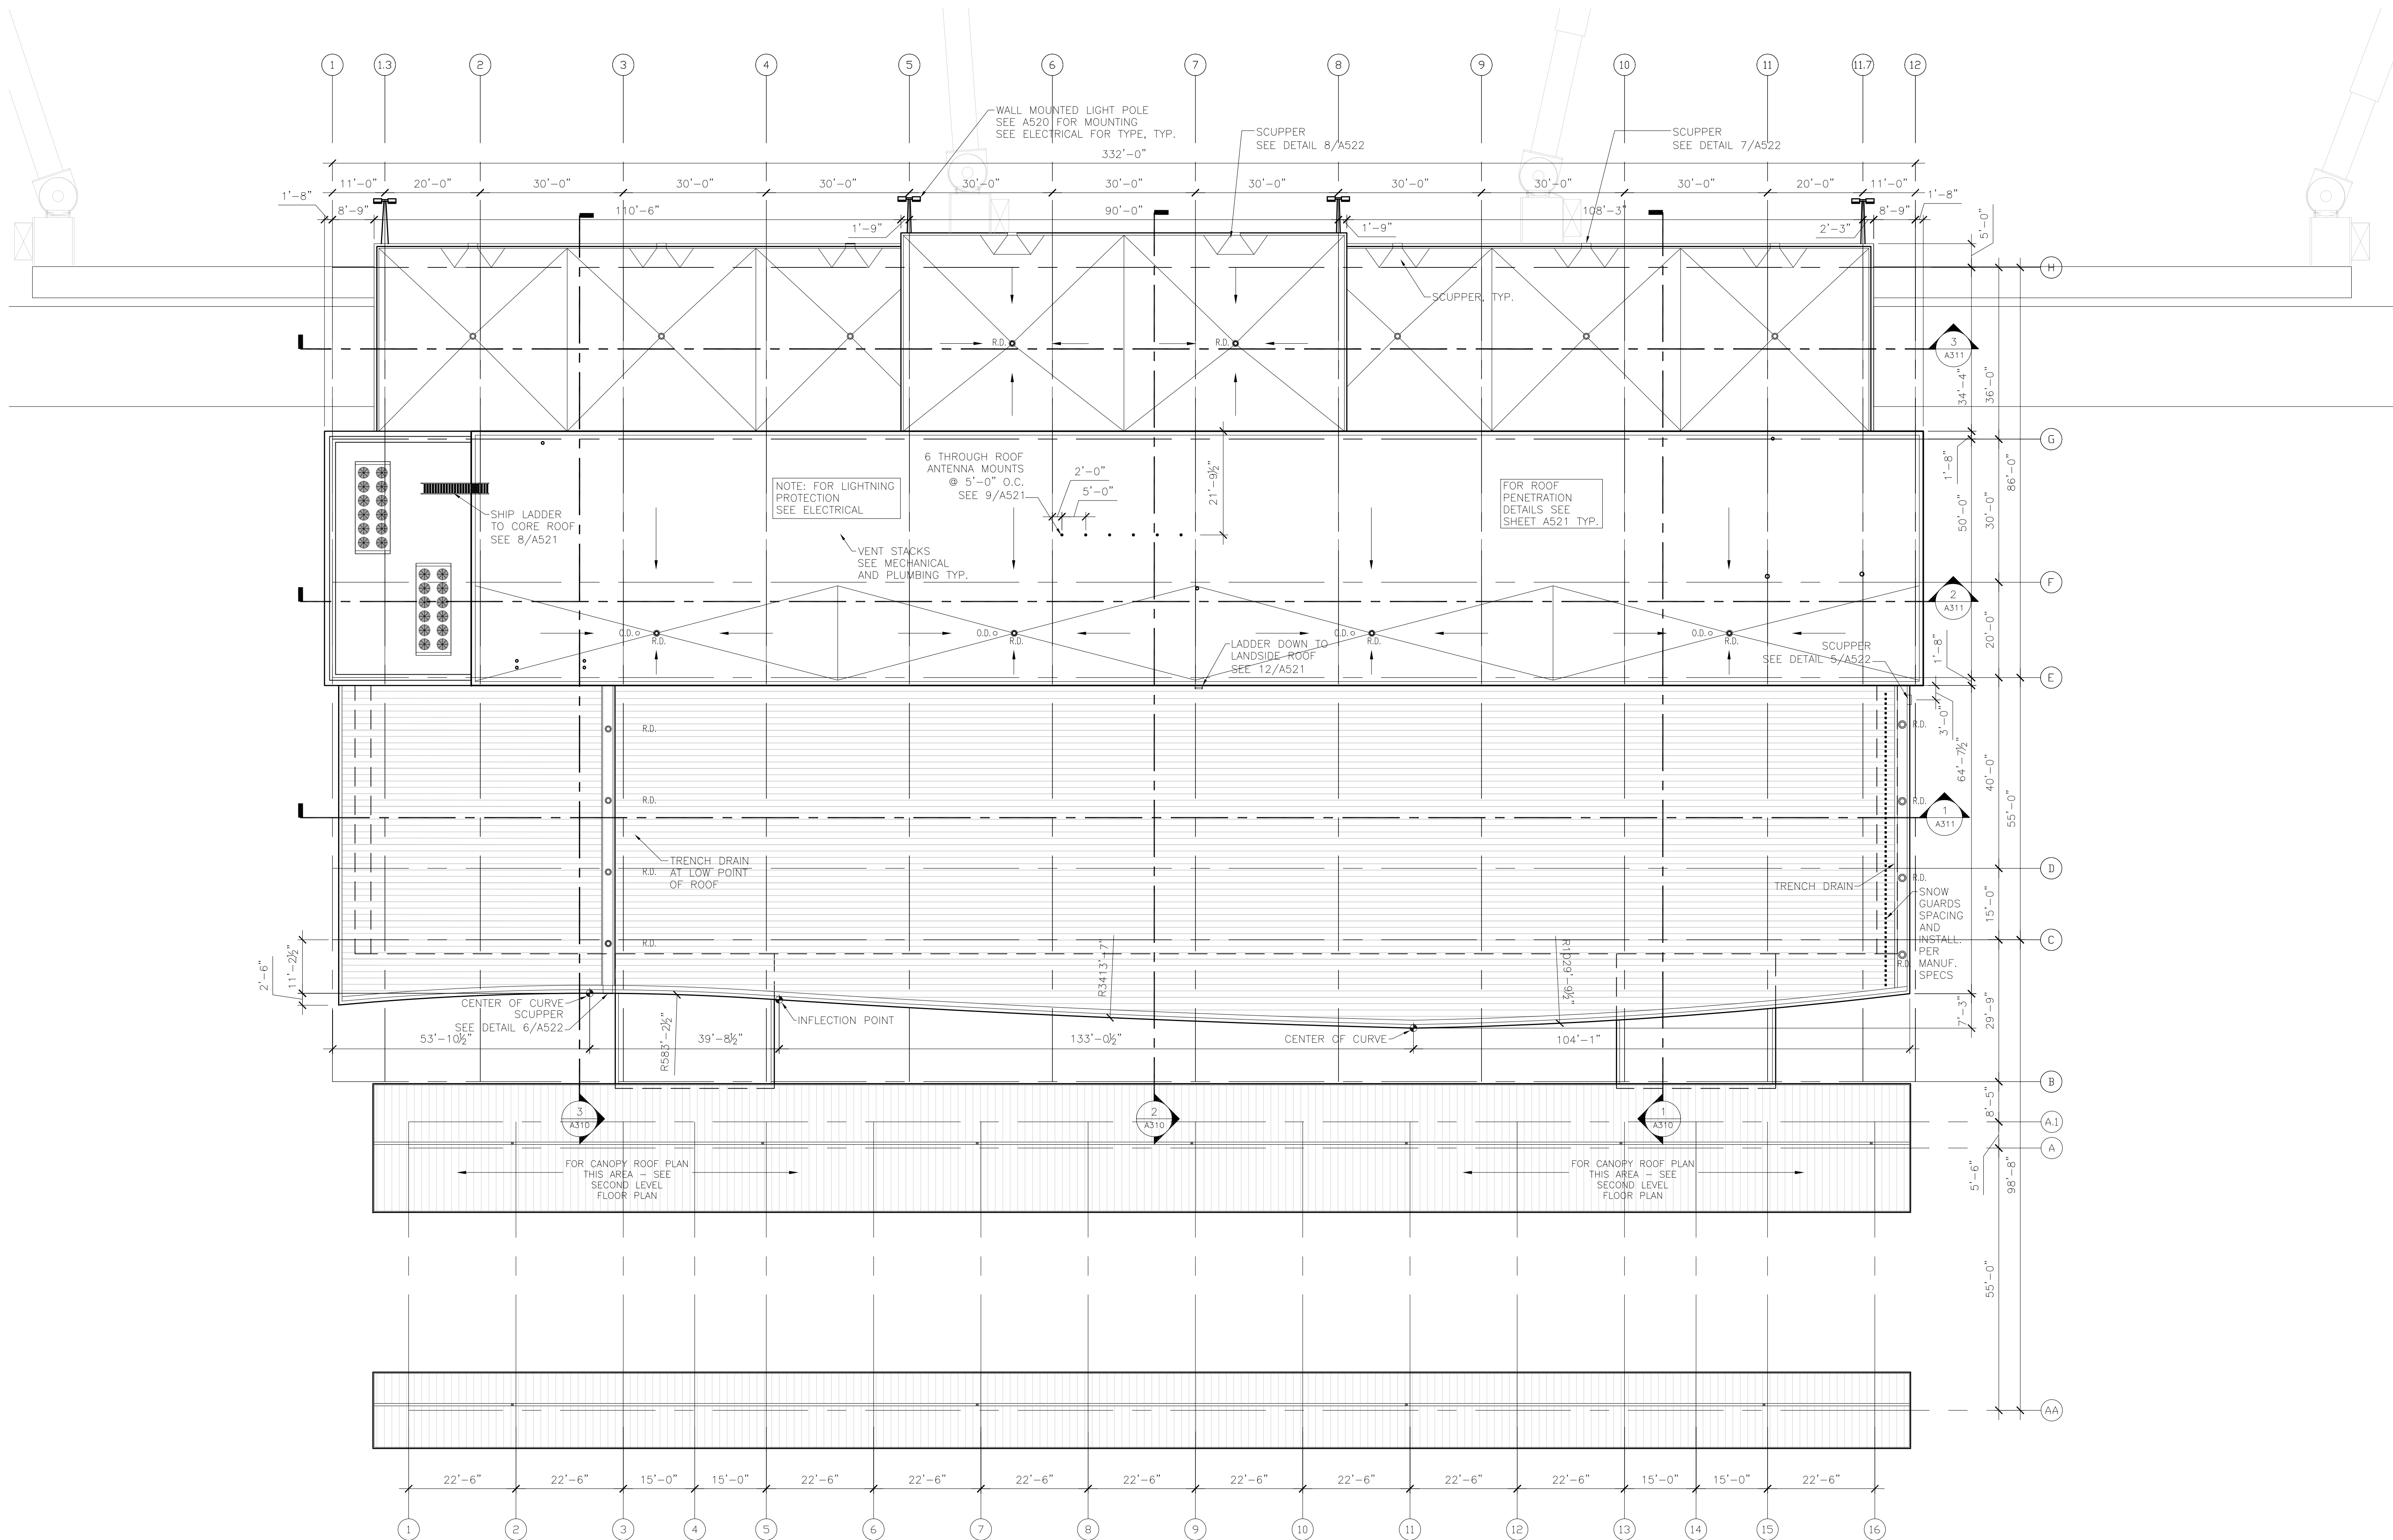 1
1.3
2
3
4
5
6
7
8
9
10
11
11.7
12
WALL MOUNTED LIGHT POLE
SEE A520 FOR MOUNTING
SEE ELECTRICAL FOR TYPE, TYP.
SCUPPER
SEE DETAIL 8/A522
SCUPPER
SEE DETAIL 7/A522
332'-0"
11'-0"
20'-0"
30'-0"
30'-0"
30'-0"
30'-0"
30'-0"
30'-0"
30'-0"
30'-0"
30'-0"
20'-0"
11'-0"
1'-8"
8'-9"
110'-6"
1'-9"
90'-0"
1'-9"
108'-3"
2'-3"
8'-9"
1'-8"
5'-0"
H
SCUPPER, TYP.
R.D.
R.D.
3
A311
34'-4"
36'-0"
G
6 THROUGH ROOF
ANTENNA MOUNTS
@ 5'-0" O.C.
SEE 9/A521
2'-0"
5'-0"
21'-9½"
NOTE: FOR LIGHTNING
PROTECTION
SEE ELECTRICAL
FOR ROOF
PENETRATION
DETAILS SEE
SHEET A521 TYP.
SHIP LADDER
TO CORE ROOF
SEE 8/A521
VENT STACKS
SEE MECHANICAL
AND PLUMBING TYP.
1'-8"
50'-0"
30'-0"
86'-0"
F
2
A311
O.D.
R.D.
O.D.
R.D.
O.D.
R.D.
O.D.
R.D.
LADDER DOWN TO
LANDSIDE ROOF
SEE 12/A521
SCUPPER
SEE DETAIL 5/A522
1'-8"
20'-0"
E
3'-0"
64'-7½"
40'-0"
55'-0"
R.D.
R.D.
R.D.
R.D.
R.D.
R.D.
R.D.
R.D.
1
A311
TRENCH DRAIN
AT LOW POINT
OF ROOF
TRENCH DRAIN
SNOW
GUARDS
SPACING
AND
INSTALL.
PER
MANUF.
SPECS
D
15'-0"
C
2'-6"
11'-2½"
CENTER OF CURVE
SCUPPER
SEE DETAIL 6/A522
INFLECTION POINT
R583'-2½"
R3413'-7"
R1029'-9½"
CENTER OF CURVE
53'-10½"
39'-8½"
133'-0½"
104'-1"
7'-3"
29'-9"
B
8'-5"
A.1
A
5'-6"
98'-8"
3
A310
2
A310
1
A310
FOR CANOPY ROOF PLAN
THIS AREA – SEE
SECOND LEVEL
FLOOR PLAN
FOR CANOPY ROOF PLAN
THIS AREA – SEE
SECOND LEVEL
FLOOR PLAN
55'-0"
AA
22'-6"
22'-6"
15'-0"
15'-0"
22'-6"
22'-6"
22'-6"
22'-6"
22'-6"
22'-6"
22'-6"
22'-6"
15'-0"
15'-0"
22'-6"
1
2
3
4
5
6
7
8
9
10
11
12
13
14
15
16